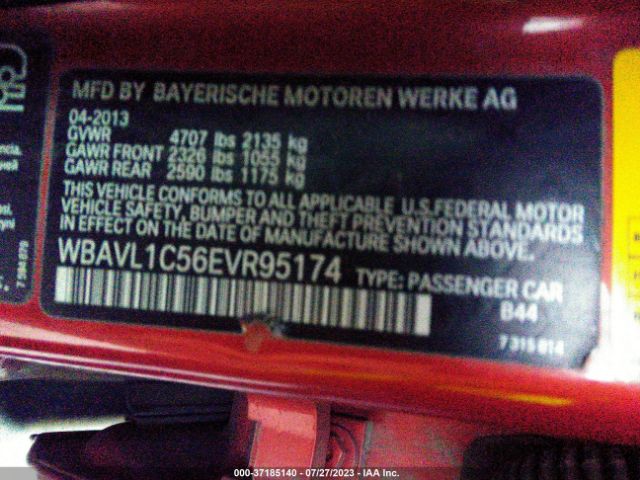 MFD BY BAYERISCHE MOTOREN WERKE AG
04-2013
GVWR 4707 lbs 2135 kg
GAWR FRONT 2326 lbs 1055 kg
GAWR REAR 2590 lbs 1175 kg
THIS VEHICLE CONFORMS TO ALL APPLICABLE U.S.FEDERAL MOTOR
VEHICLE SAFETY, BUMPER AND THEFT PREVENTION STANDARDS
IN EFFECT ON THE DATE OF MANUFACTURE SHOWN ABOVE.
WBAVL1C56EVR95174 TYPE: PASSENGER CAR
B44
7 315 814
000-37185140 - 07/27/2023 - IAA Inc.